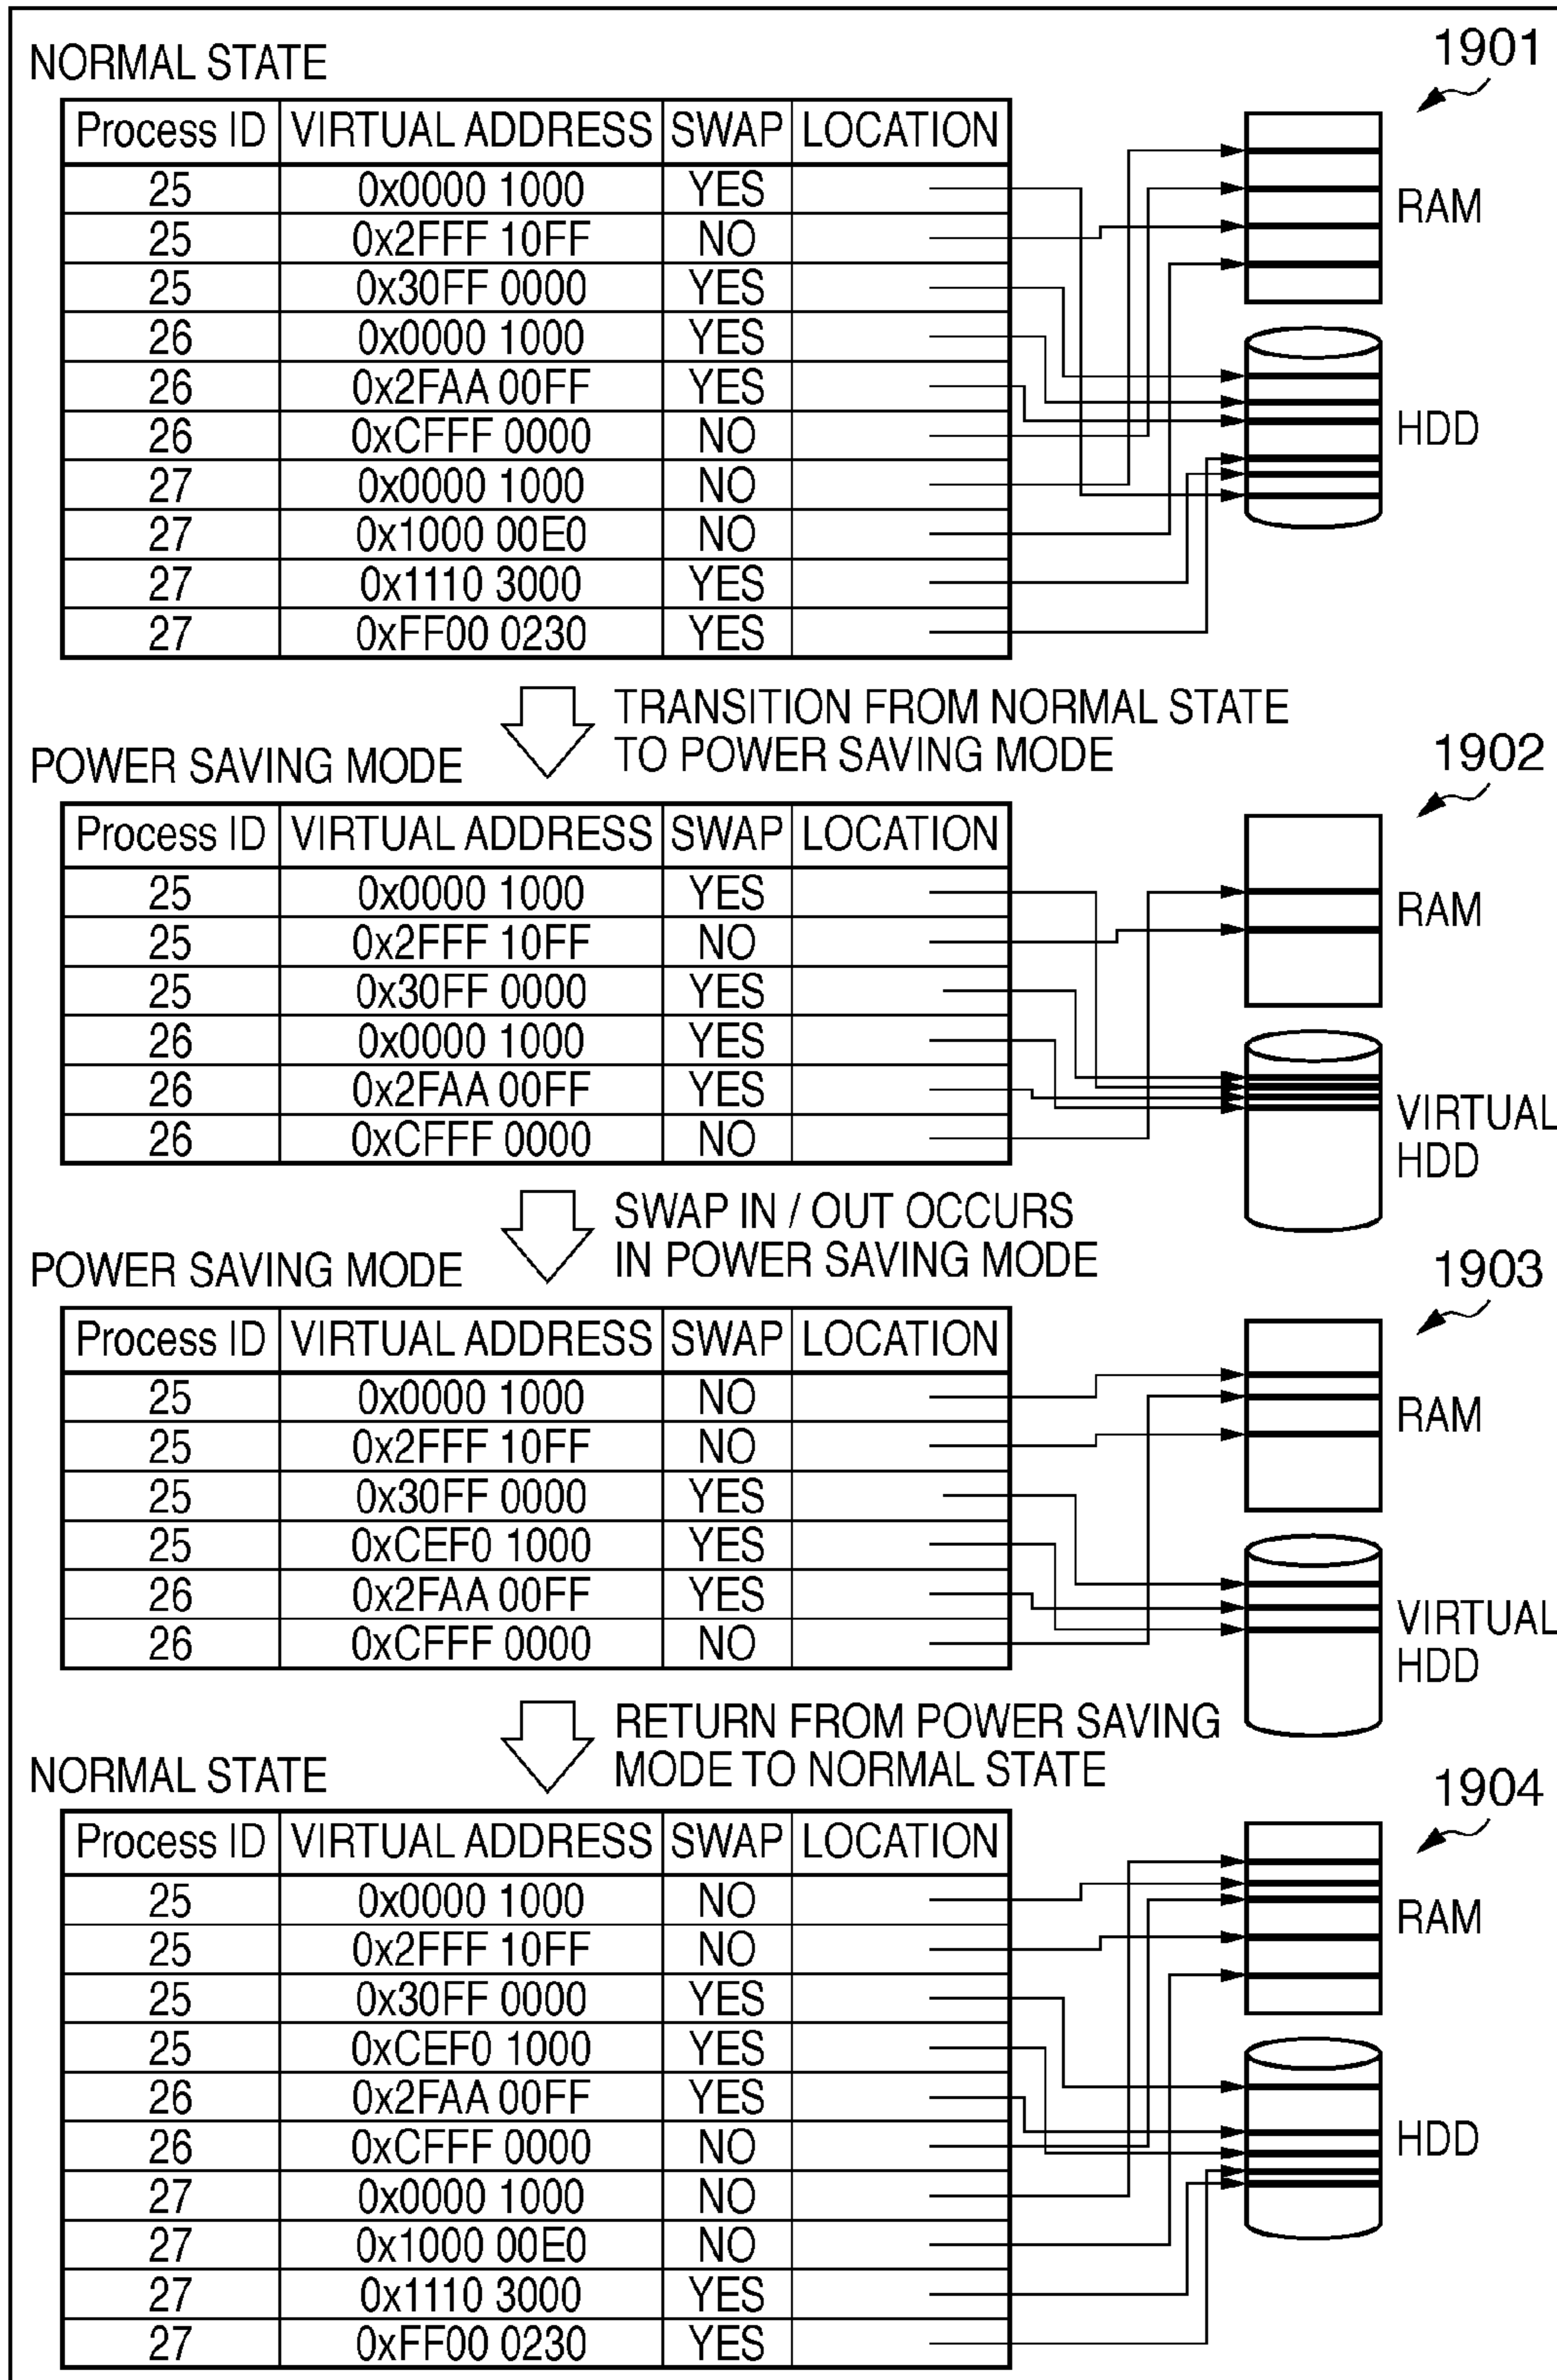 NORMAL STATE
1901
Process ID VIRTUAL ADDRESS SWAP LOCATION
25 0x0000 1000 YES
25 0x2FFF 10FF NO
25 0x30FF 0000 YES
26 0x0000 1000 YES
26 0x2FAA 00FF YES
26 0xCFFF 0000 NO
27 0x0000 1000 NO
27 0x1000 00E0 NO
27 0x1110 3000 YES
27 0xFF00 0230 YES
RAM
HDD
TRANSITION FROM NORMAL STATE
TO POWER SAVING MODE
POWER SAVING MODE
1902
Process ID VIRTUAL ADDRESS SWAP LOCATION
25 0x0000 1000 YES
25 0x2FFF 10FF NO
25 0x30FF 0000 YES
26 0x0000 1000 YES
26 0x2FAA 00FF YES
26 0xCFFF 0000 NO
RAM
VIRTUAL
HDD
SWAP IN / OUT OCCURS
IN POWER SAVING MODE
POWER SAVING MODE
1903
Process ID VIRTUAL ADDRESS SWAP LOCATION
25 0x0000 1000 NO
25 0x2FFF 10FF NO
25 0x30FF 0000 YES
25 0xCEF0 1000 YES
26 0x2FAA 00FF YES
26 0xCFFF 0000 NO
RAM
VIRTUAL
HDD
RETURN FROM POWER SAVING
MODE TO NORMAL STATE
NORMAL STATE
1904
Process ID VIRTUAL ADDRESS SWAP LOCATION
25 0x0000 1000 NO
25 0x2FFF 10FF NO
25 0x30FF 0000 YES
25 0xCEF0 1000 YES
26 0x2FAA 00FF YES
26 0xCFFF 0000 NO
27 0x0000 1000 NO
27 0x1000 00E0 NO
27 0x1110 3000 YES
27 0xFF00 0230 YES
RAM
HDD